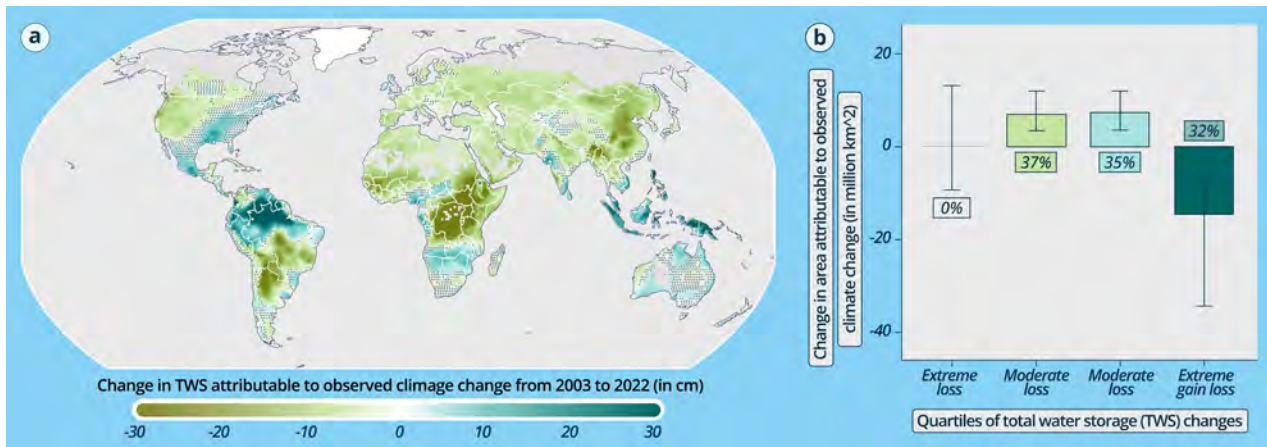 a
Change in TWS attributable to observed climage change from 2003 to 2022 (in cm)
-30 -20 -10 0 10 20 30
b
Change in area attributable to observed
climate change (in million km^2)
20
0
-20
-40
0%
37%
35%
32%
Extreme
loss
Moderate
loss
Moderate
loss
Extreme
gain loss
Quartiles of total water storage (TWS) changes